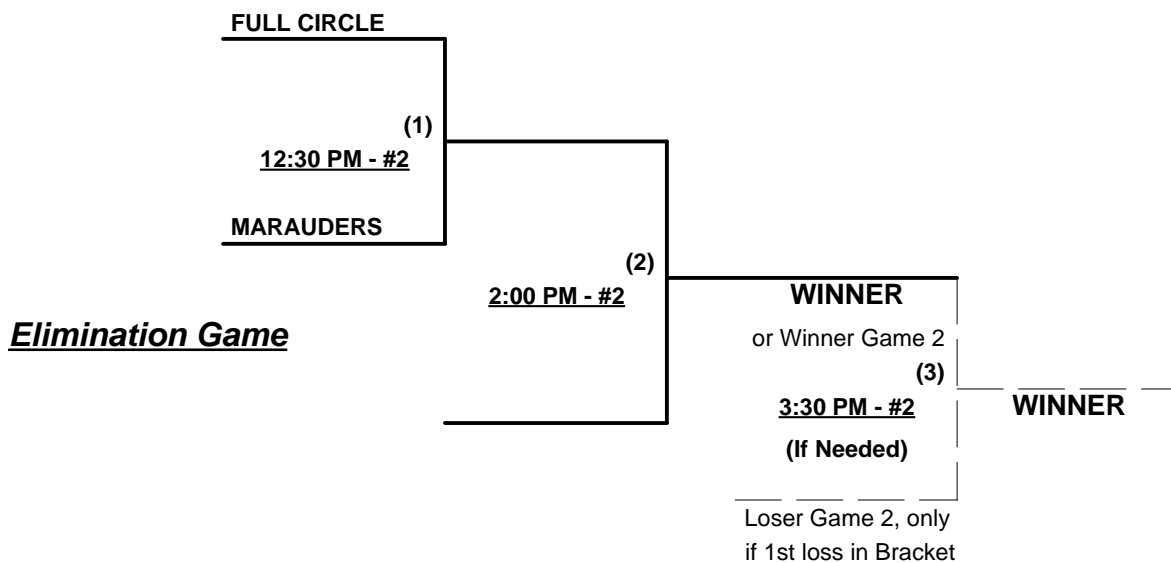 FULL CIRCLE
(1)
12:30 PM - #2
MARAUDERS
(2)
2:00 PM - #2
WINNER
Elimination Game
or Winner Game 2
(3)
3:30 PM - #2
WINNER
(If Needed)
Loser Game 2, only
if 1st loss in Bracket